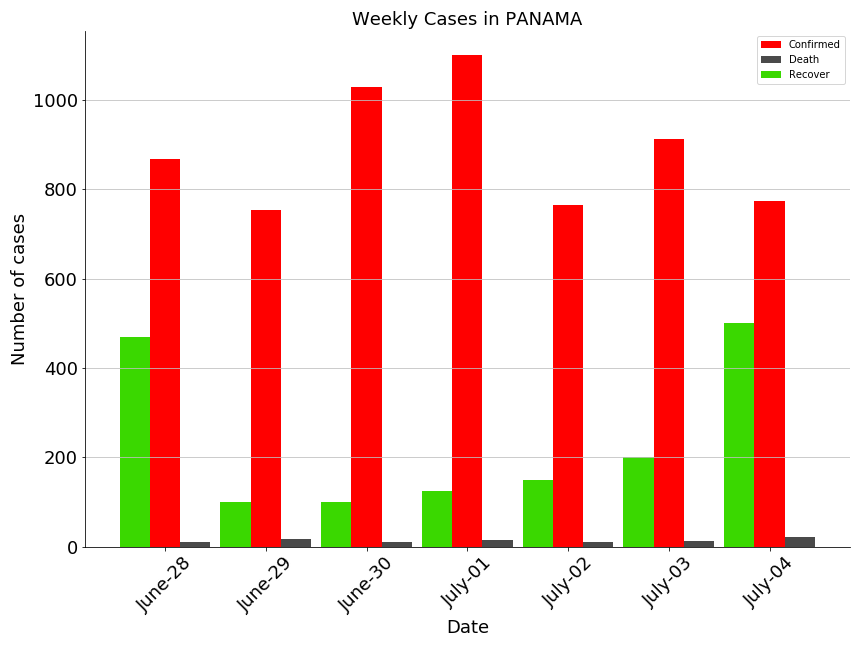 Weekly Cases in PANAMA
Confirmed
Death
Recover
Number of cases
1000
800
600
400
200
0
June-28
June-29
June-30
July-01
July-02
July-03
July-04
Date